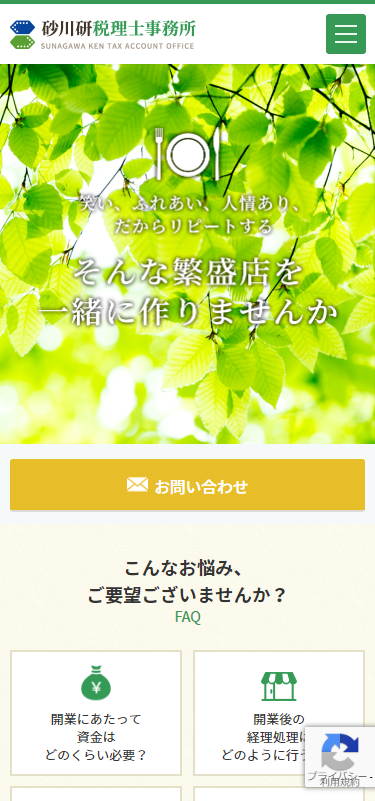 砂川研税理士事務所
SUNAGAWA KEN TAX ACCOUNT OFFICE
笑い、ふれあい、人情あり、
だからリピートする
そんな繁盛店を
一緒に作りませんか
お問い合わせ
こんなお悩み、
ご要望ございませんか？
FAQ
¥
開業にあたって
資金は
どのくらい必要？
開業後の
経理処理は
どのように行う
プライバシー -
利用規約